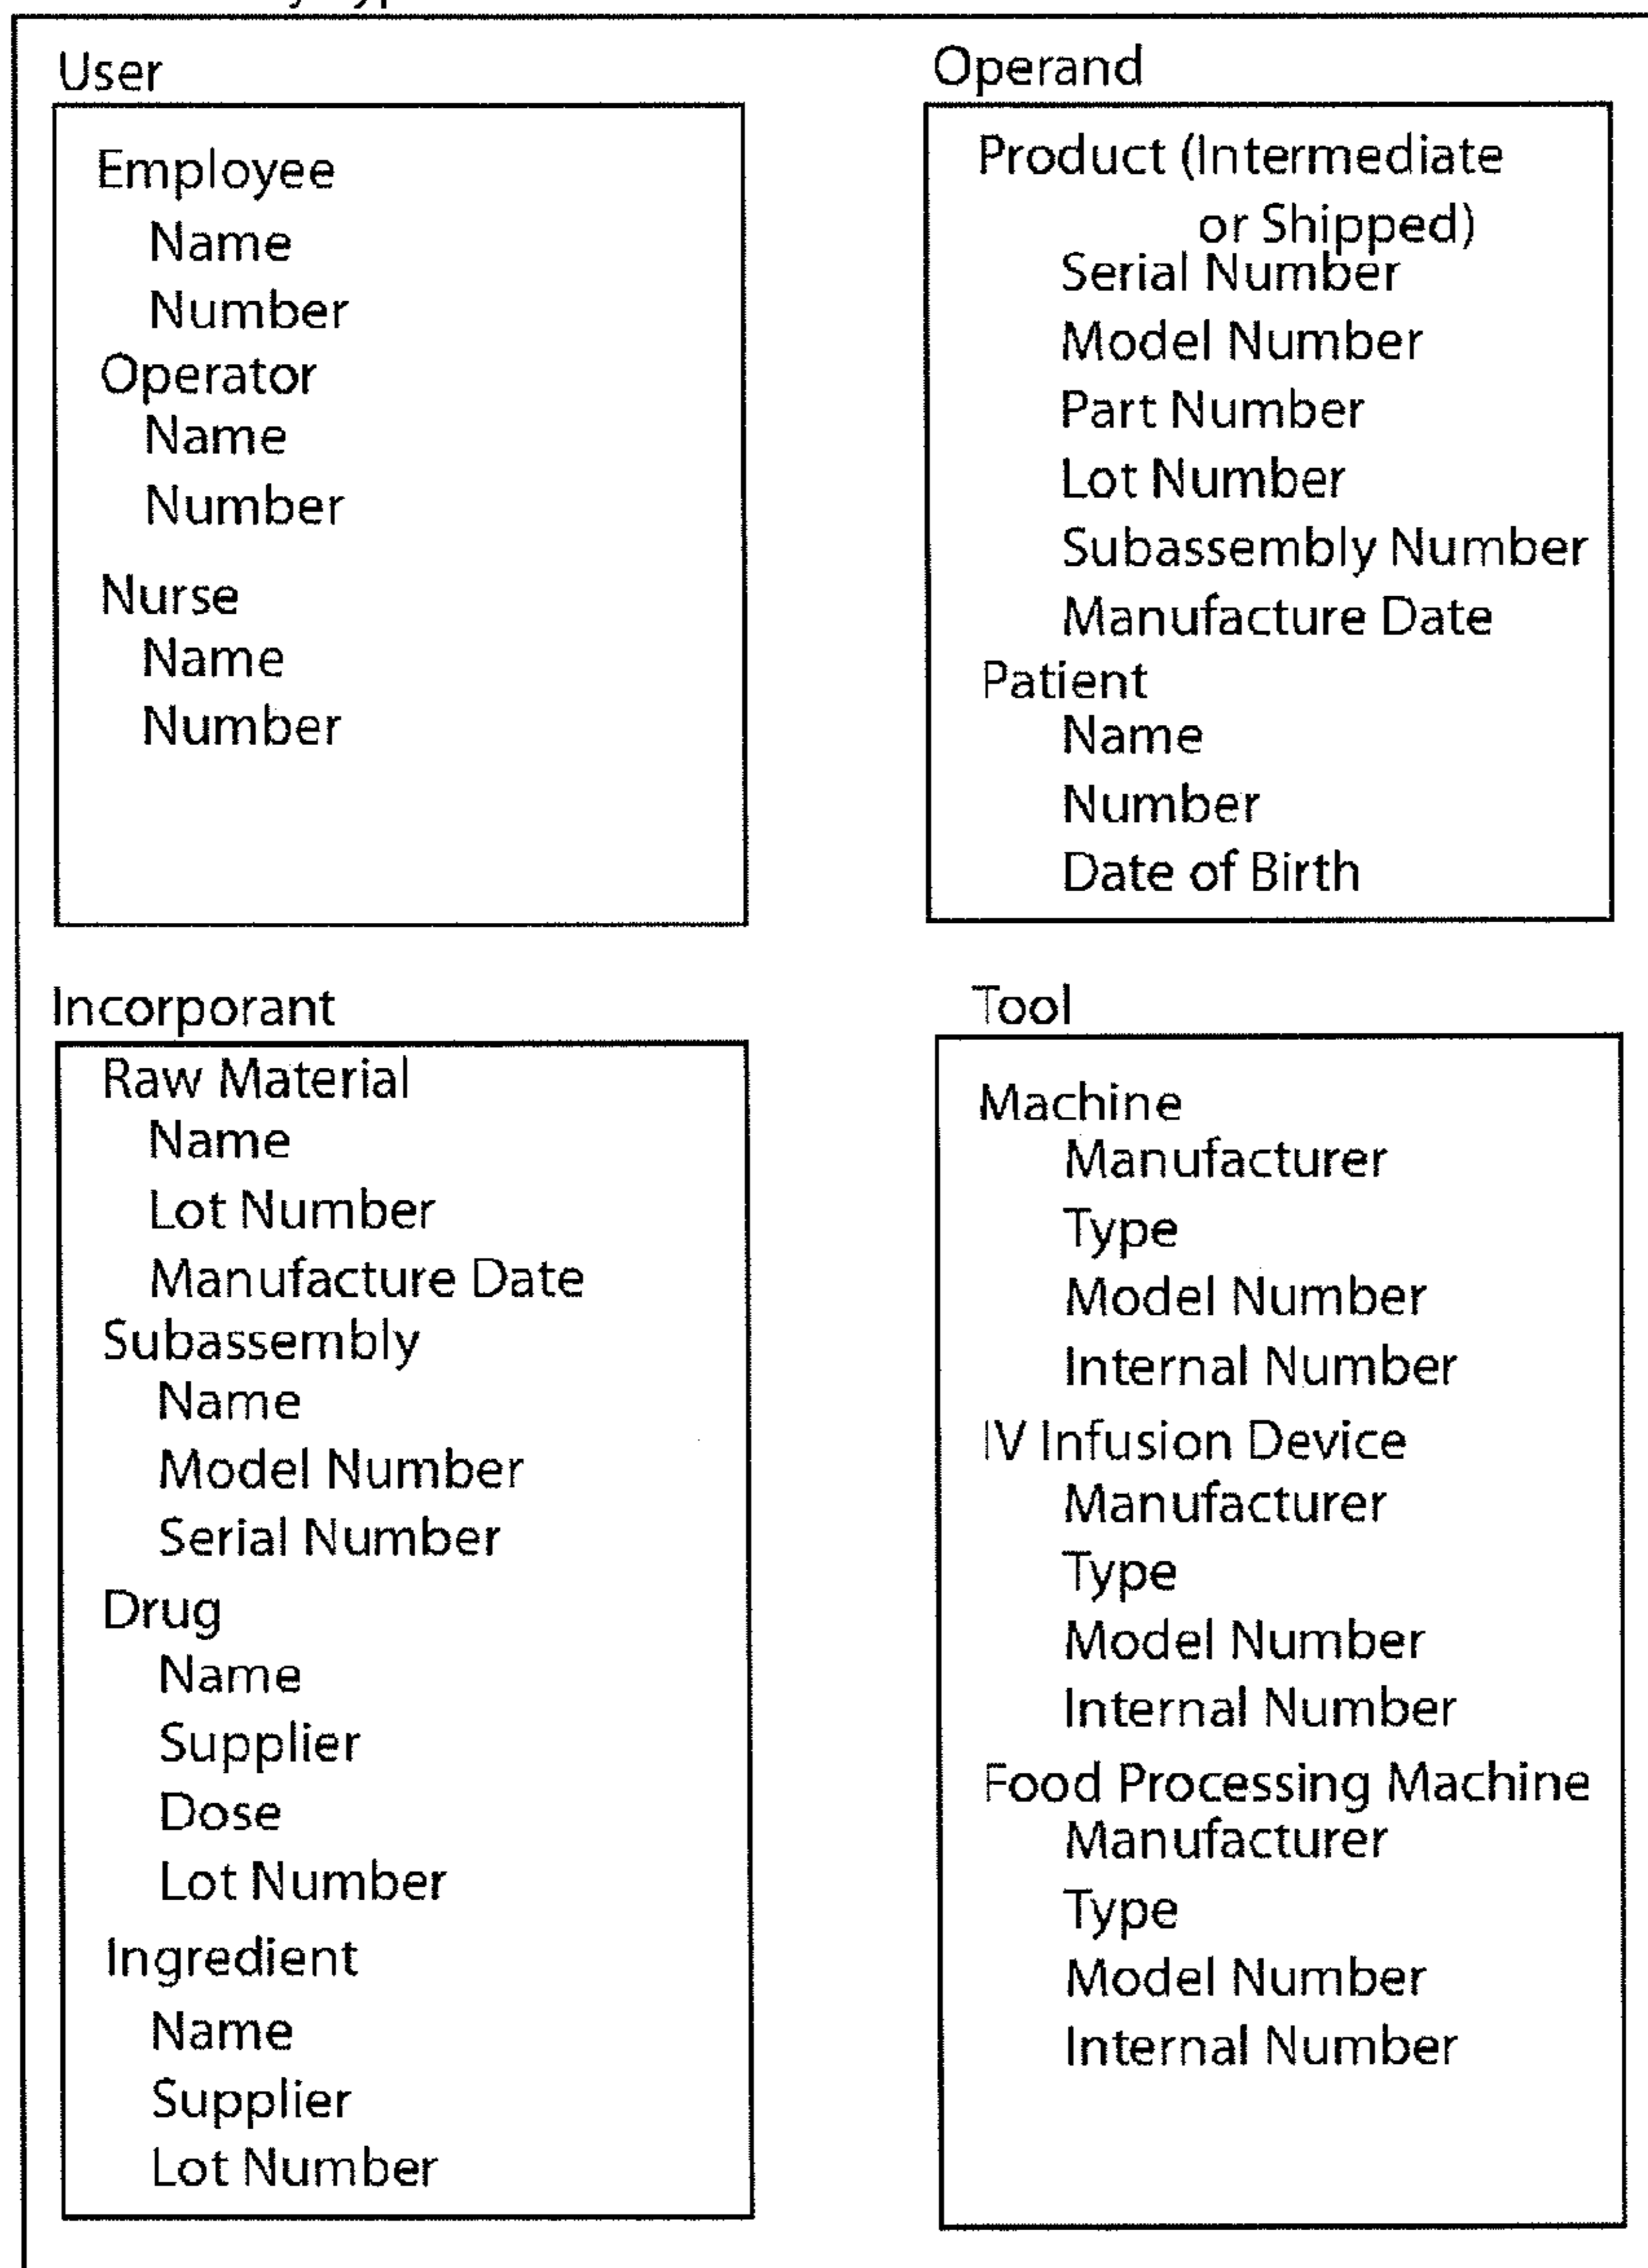 User
Employee
Name
Number
Operator
Name
Number
Nurse
Name
Number
Operand
Product (Intermediate
or Shipped)
Serial Number
Model Number
Part Number
Lot Number
Subassembly Number
Manufacture Date
Patient
Name
Number
Date of Birth
Incorporant
Raw Material
Name
Lot Number
Manufacture Date
Subassembly
Name
Model Number
Serial Number
Drug
Name
Supplier
Dose
Lot Number
Ingredient
Name
Supplier
Lot Number
Tool
Machine
Manufacturer
Type
Model Number
Internal Number
IV Infusion Device
Manufacturer
Type
Model Number
Internal Number
Food Processing Machine
Manufacturer
Type
Model Number
Internal Number